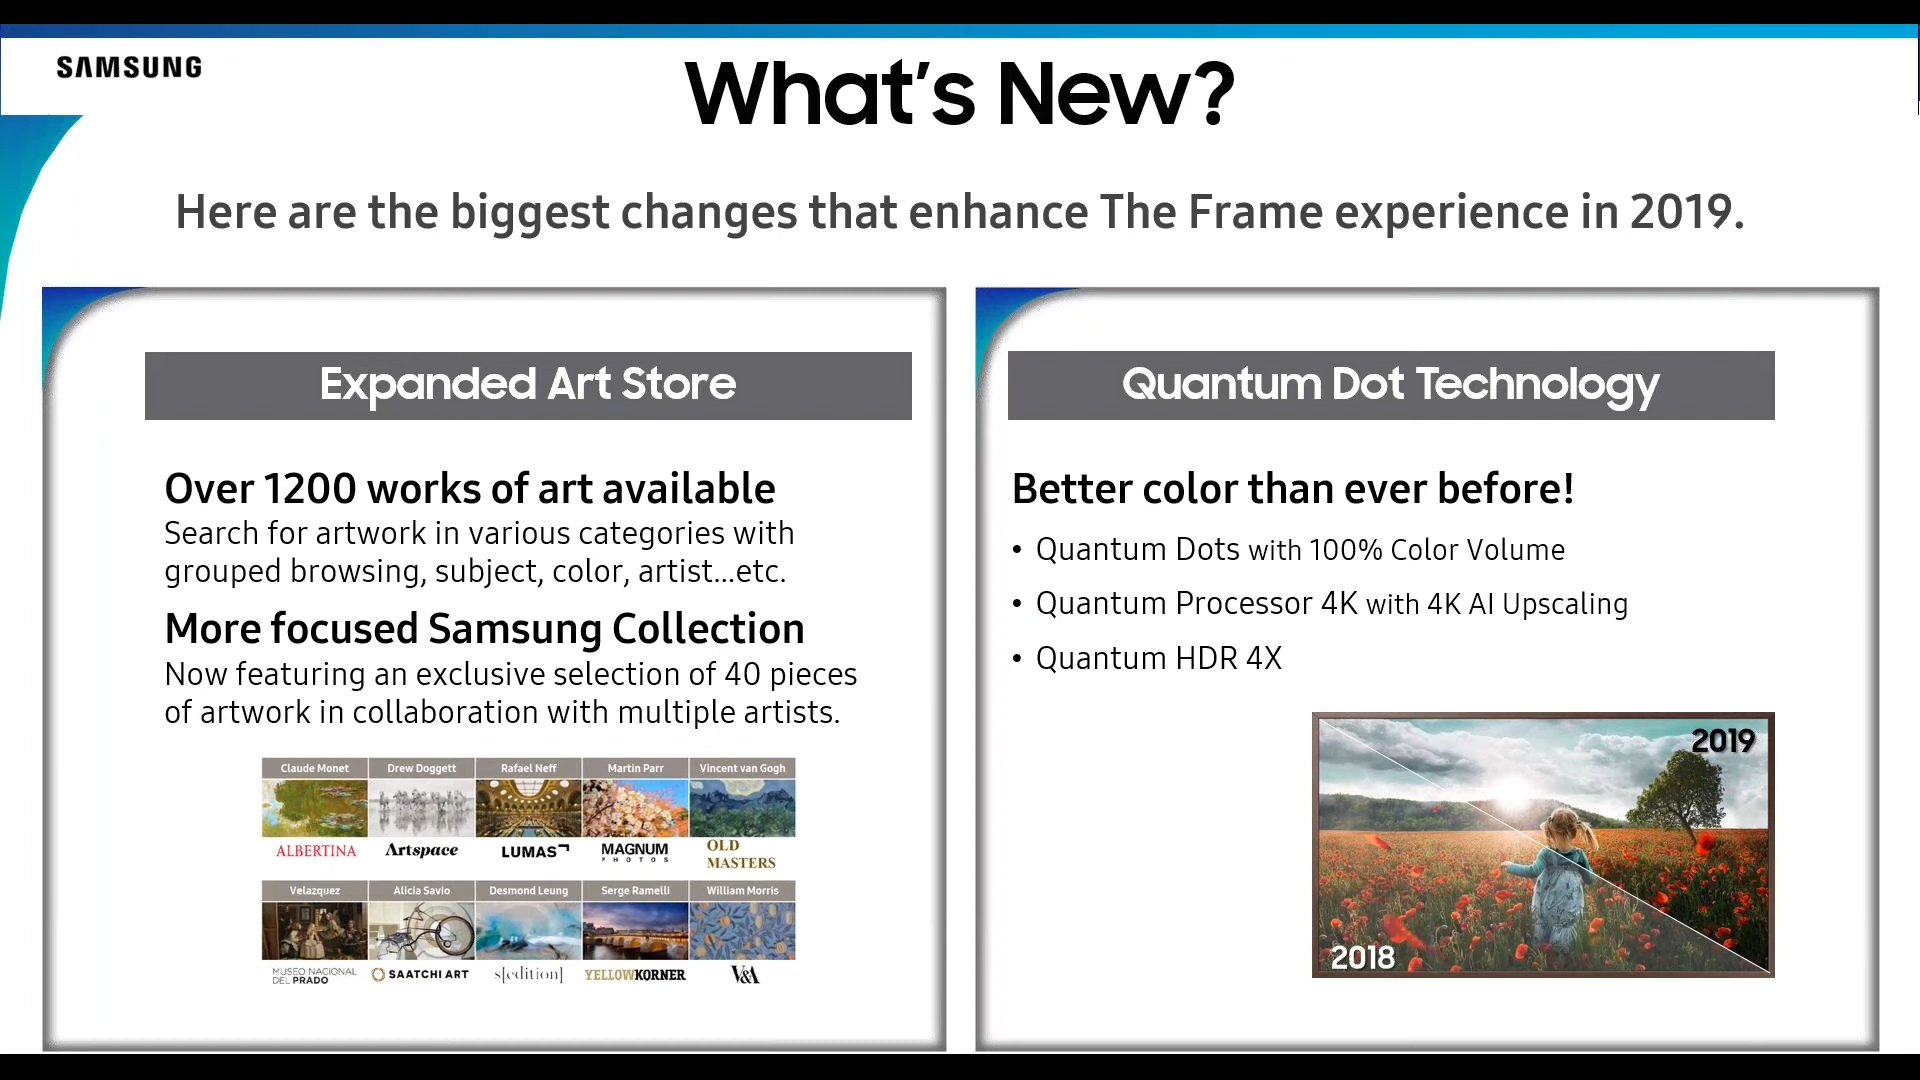 SAMSUNG
What's New?
Here are the biggest changes that enhance The Frame experience in 2019.
Expanded Art Store
Over 1200 works of art available
Search for artwork in various categories with
grouped browsing, subject, color, artist...etc.
More focused Samsung Collection
Now featuring an exclusive selection of 40 pieces
of artwork in collaboration with multiple artists.
Claude Monet Drew Doggett Rafael Neff Martin Parr Vincent van Gogh
ALBERTINA Artspace LUMAS MAGNUM PHOTOS OLD MASTERS
Velazquez Alicia Savio Desmond Leung Serge Ramelli William Morris
MUSEO NACIONAL DEL PRADO SAATCHI ART s[edition] YELLOWKORNER V&A
Quantum Dot Technology
Better color than ever before!
• Quantum Dots with 100% Color Volume
• Quantum Processor 4K with 4K AI Upscaling
• Quantum HDR 4X
2019
2018